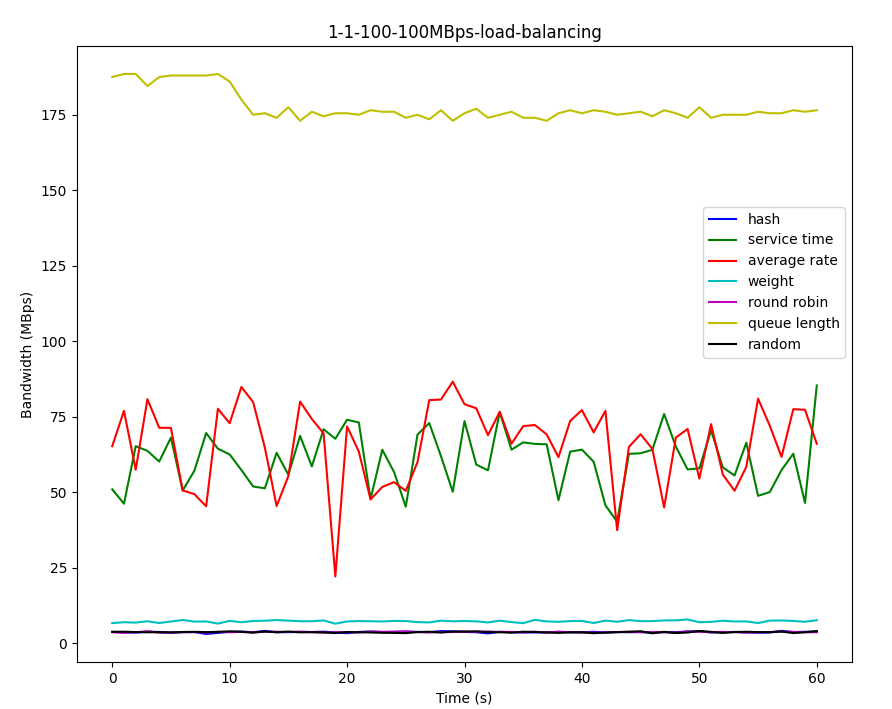 1-1-100-100MBps-load-balancing
175
150
125
100
75
50
25
0
Bandwidth (MBps)
hash
service time
average rate
weight
round robin
queue length
random
0 10 20 30 40 50 60
Time (s)